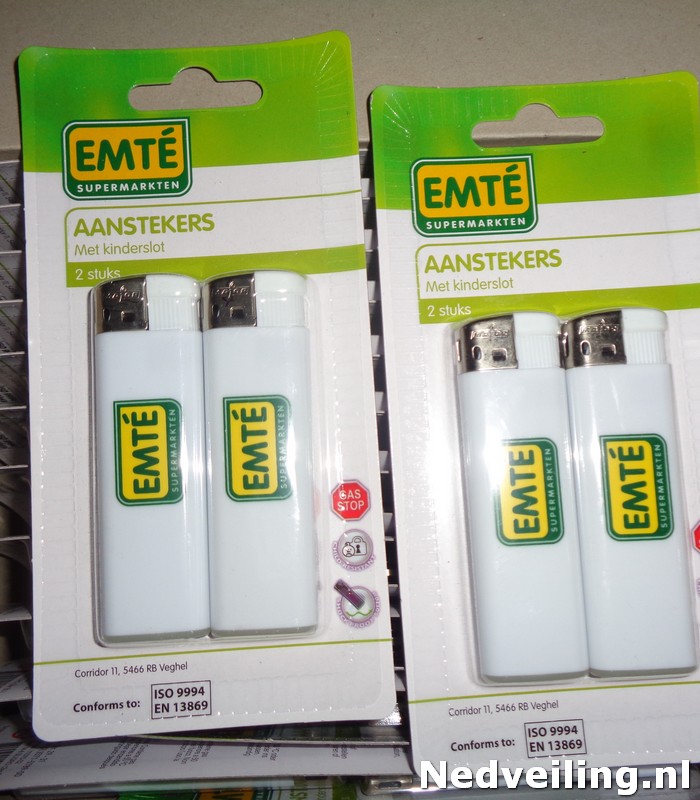 EMTÉ
SUPERMARKTEN
AANSTEKERS
Met kinderslot
2 stuks
EMTÉ
SUPERMARKTEN
EMTÉ
SUPERMARKTEN
GAS
STOP
Corridor 11, 5466 RB Veghel
Conforms to:
ISO 9994
EN 13869
EMTÉ
SUPERMARKTEN
AANSTEKERS
Met kinderslot
2 stuks
EMTÉ
SUPERMARKTEN
EMTÉ
SUPERMARKTEN
Corridor 11, 5466 RB Veghel
Conforms to:
ISO 9994
EN 13869
Nedveiling.nl